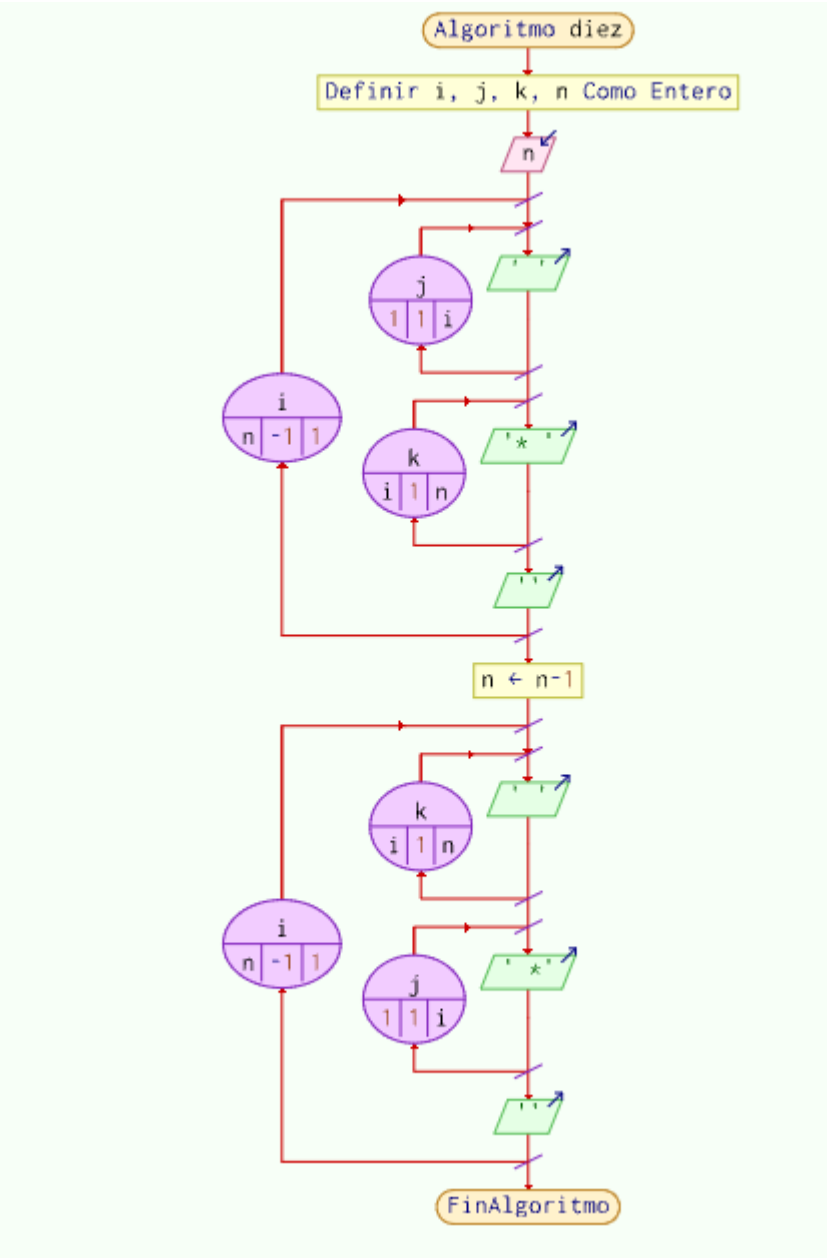 Algoritmo diez
Definir i, j, k, n Como Entero
n
' '
j
1 1 i
i
n -1 1
'* '
k
i 1 n
''
n ← n-1
' '
k
i 1 n
i
n -1 1
' *'
j
1 1 i
''
FinAlgoritmo